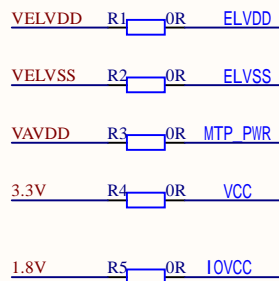 VELVDD R1 0R ELVDD
VELVSS R2 0R ELVSS
VAVDD R3 0R MTP_PWR
3.3V R4 0R VCC
1.8V R5 0R IOVCC